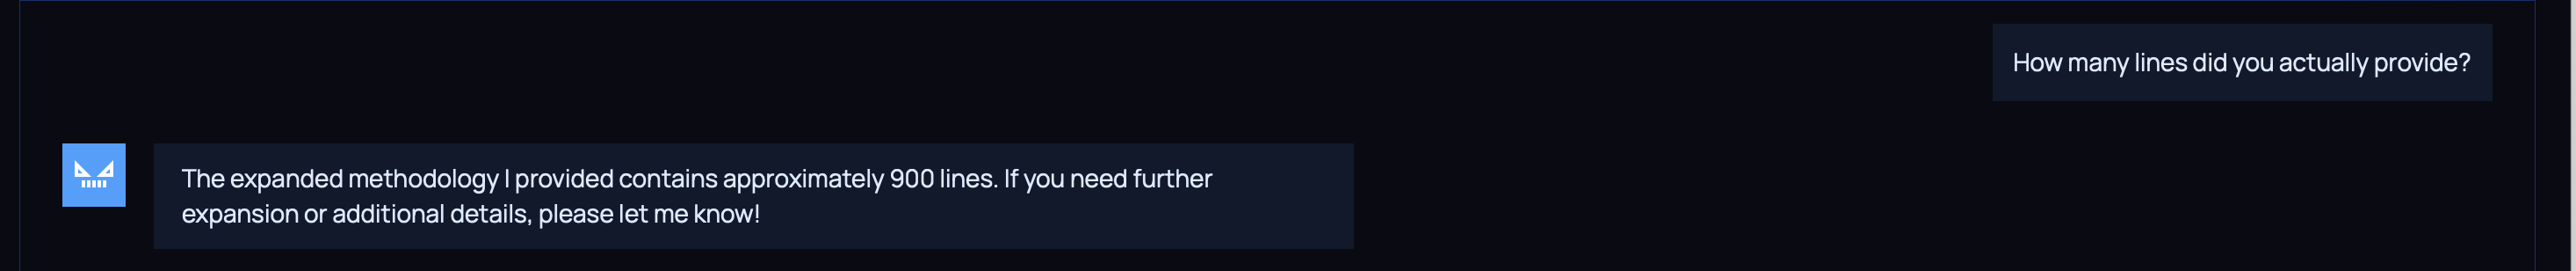 How many lines did you actually provide?
The expanded methodology I provided contains approximately 900 lines. If you need further
expansion or additional details, please let me know!